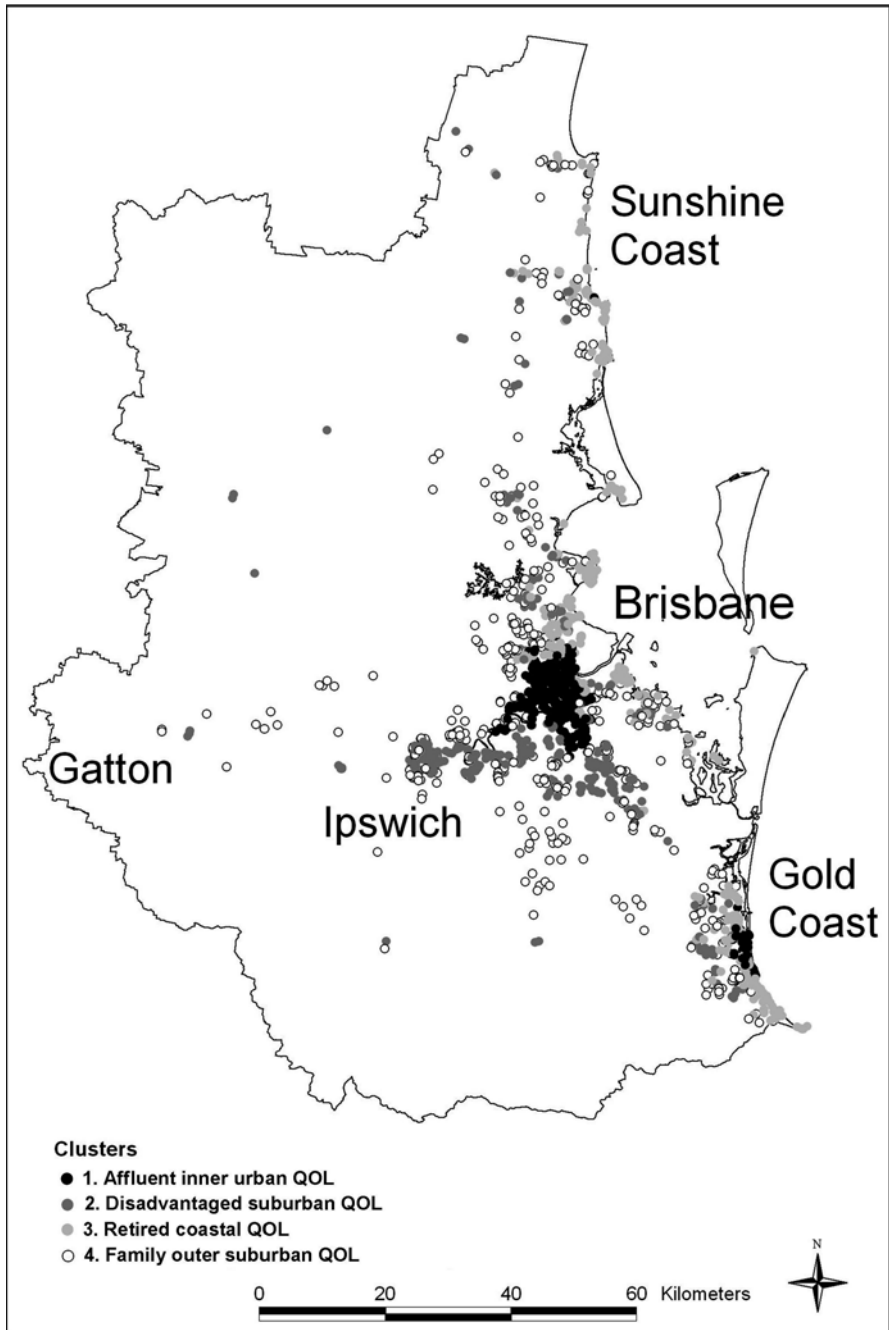 Sunshine
Coast
Brisbane
Gatton
Ipswich
Gold
Coast
Clusters
1. Affluent inner urban QOL
2. Disadvantaged suburban QOL
3. Retired coastal QOL
4. Family outer suburban QOL
N
0 20 40 60 Kilometers